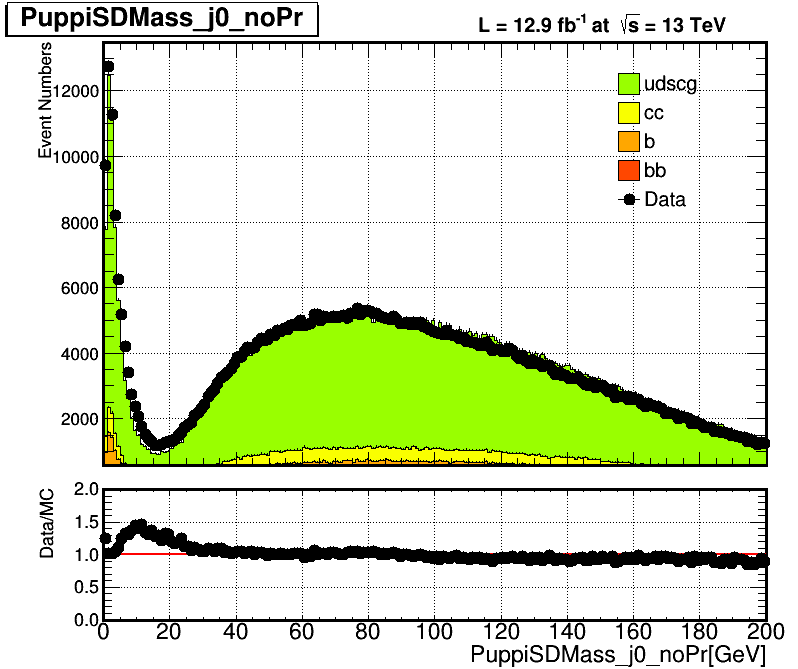 PuppiSDMass_j0_noPr
L = 12.9 fb-1 at √s = 13 TeV
Event Numbers
12000
10000
8000
6000
4000
2000
udscg
cc
b
bb
Data
Data/MC
2.0
1.5
1.0
0.5
0.0
0 20 40 60 80 100 120 140 160 180 200
PuppiSDMass_j0_noPr[GeV]